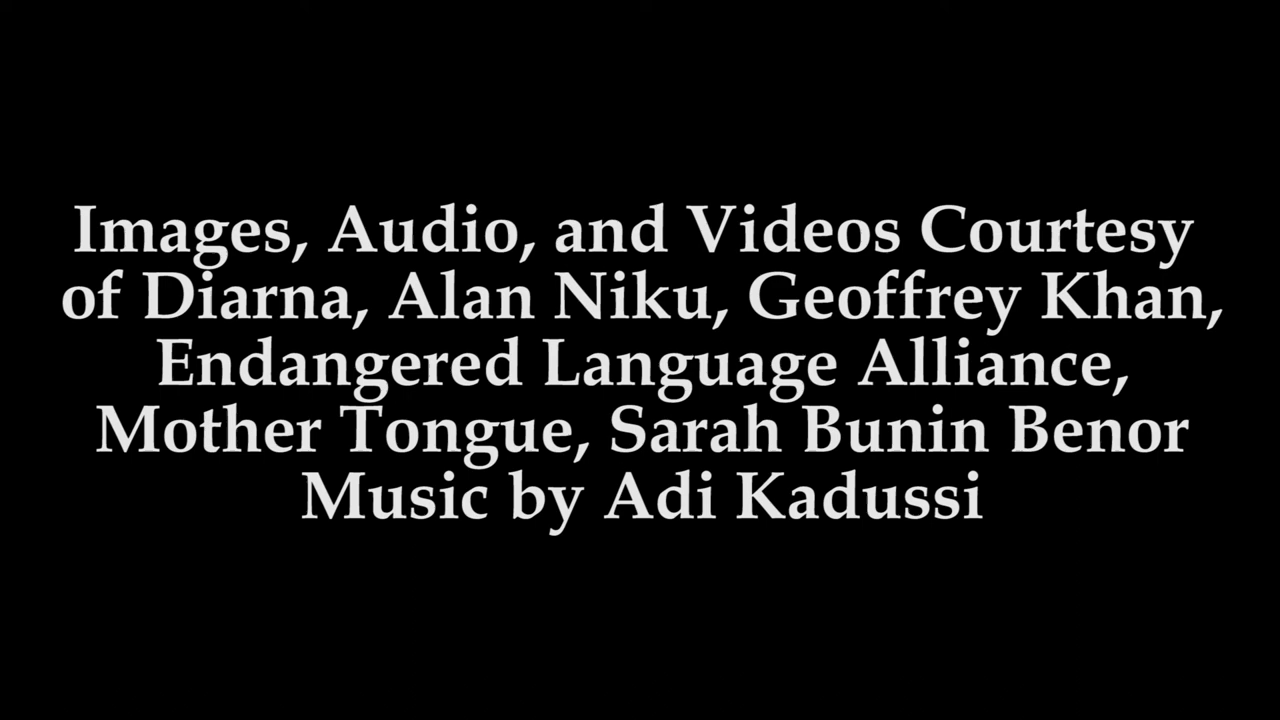 Images, Audio, and Videos Courtesy
of Diarna, Alan Niku, Geoffrey Khan,
Endangered Language Alliance,
Mother Tongue, Sarah Bunin Benor
Music by Adi Kadussi